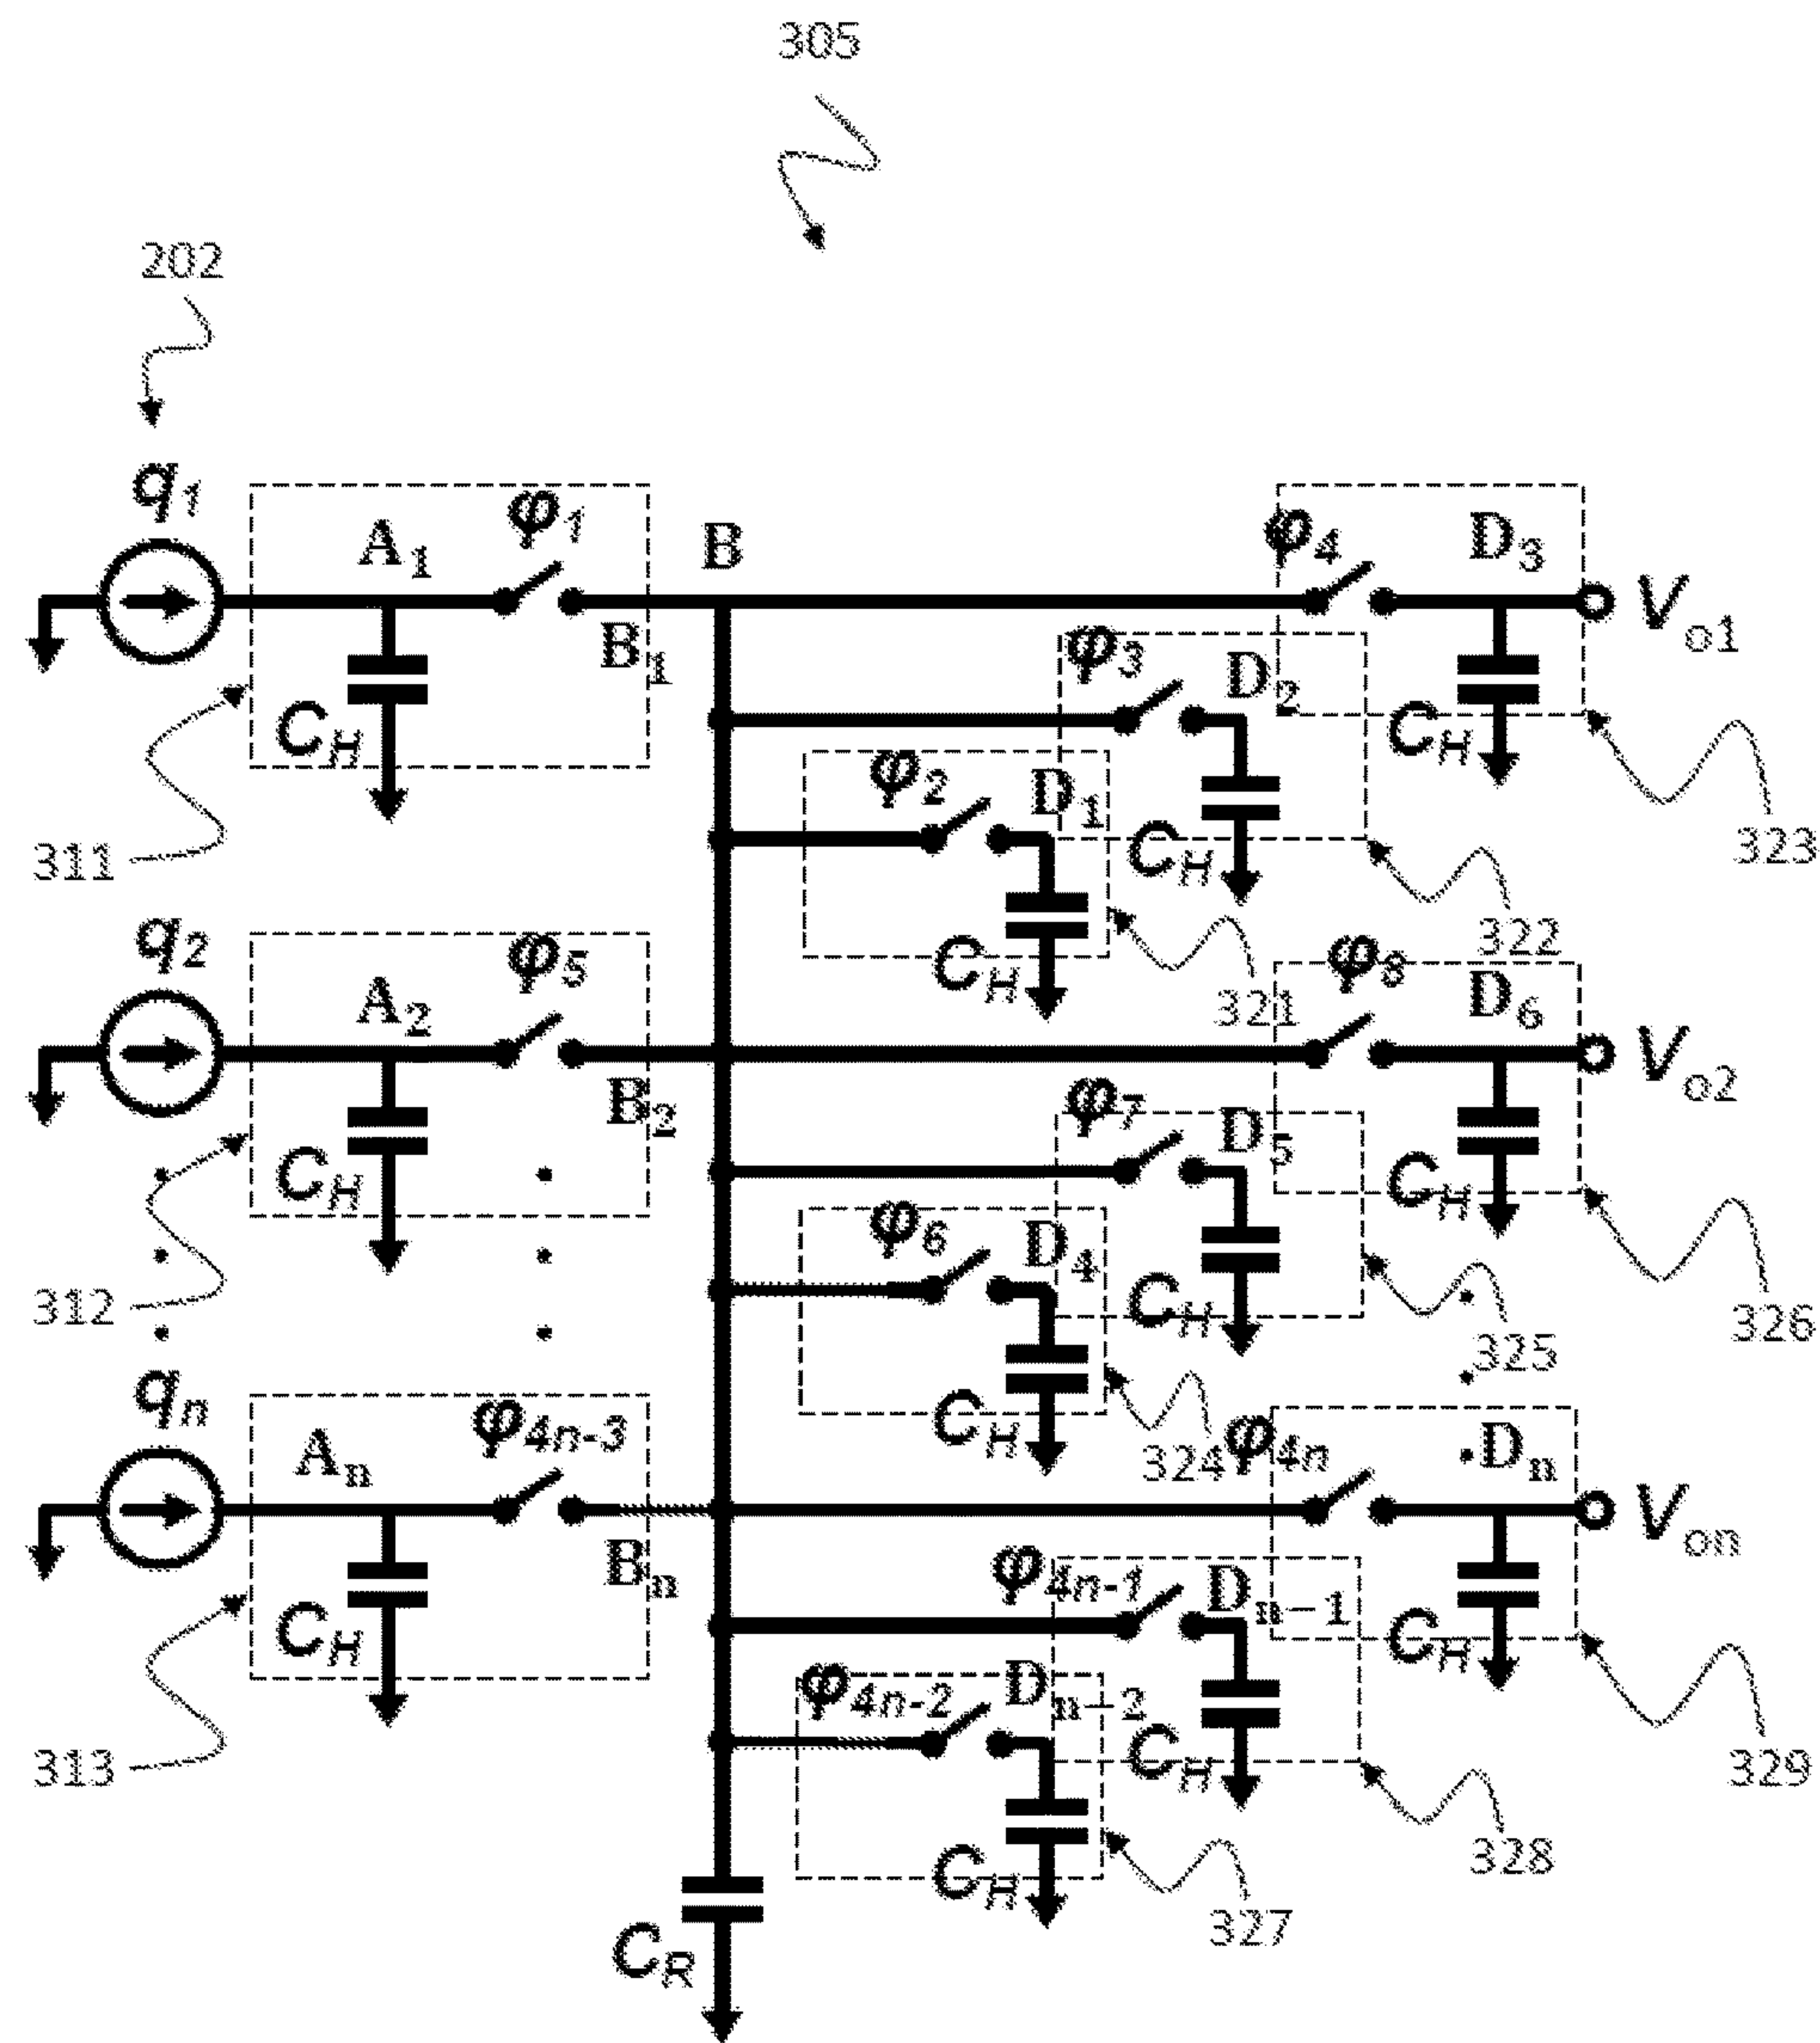 305
202
q1
A1
φ1
B
φ4
D3
Vo1
B1
φ3
D2
CH
CH
φ2
D1
CH
311
323
CH
322
321
q2
A2
φ5
φ8
D6
Vo2
B2
φ7
D5
CH
CH
φ6
D4
CH
312
326
CH
325
324
qn
An
φ4n-3
φ4n
Dn
Von
Bn
φ4n-1
Dn-1
CH
CH
φ4n-2
Dn-2
CH
313
329
CH
328
327
CR